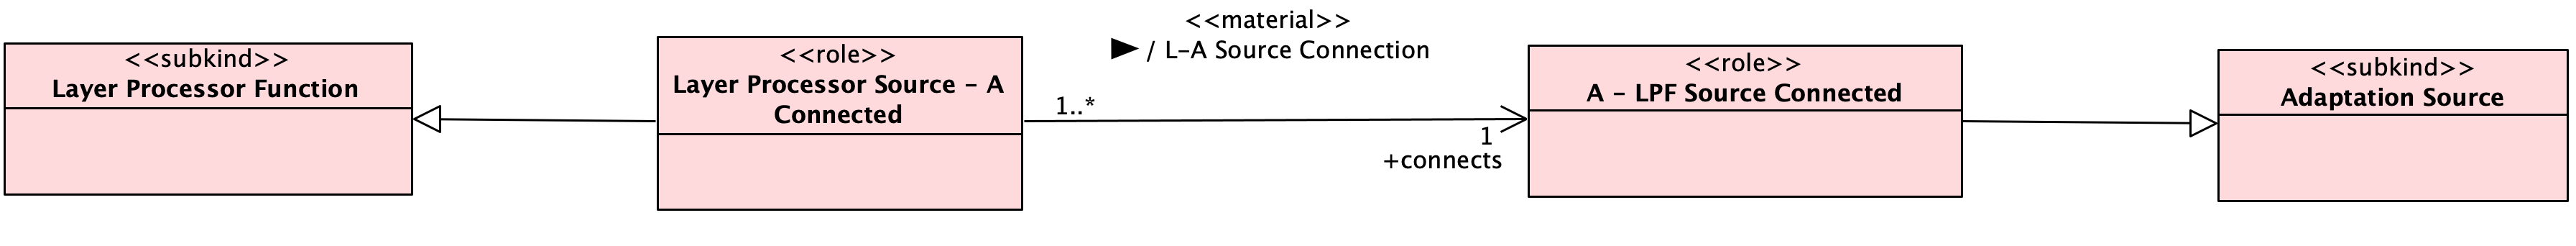 <<subkind>>
Layer Processor Function
<<role>>
Layer Processor Source - A
Connected
<<material>>
/ L-A Source Connection
1..*
1
+connects
<<role>>
A - LPF Source Connected
<<subkind>>
Adaptation Source